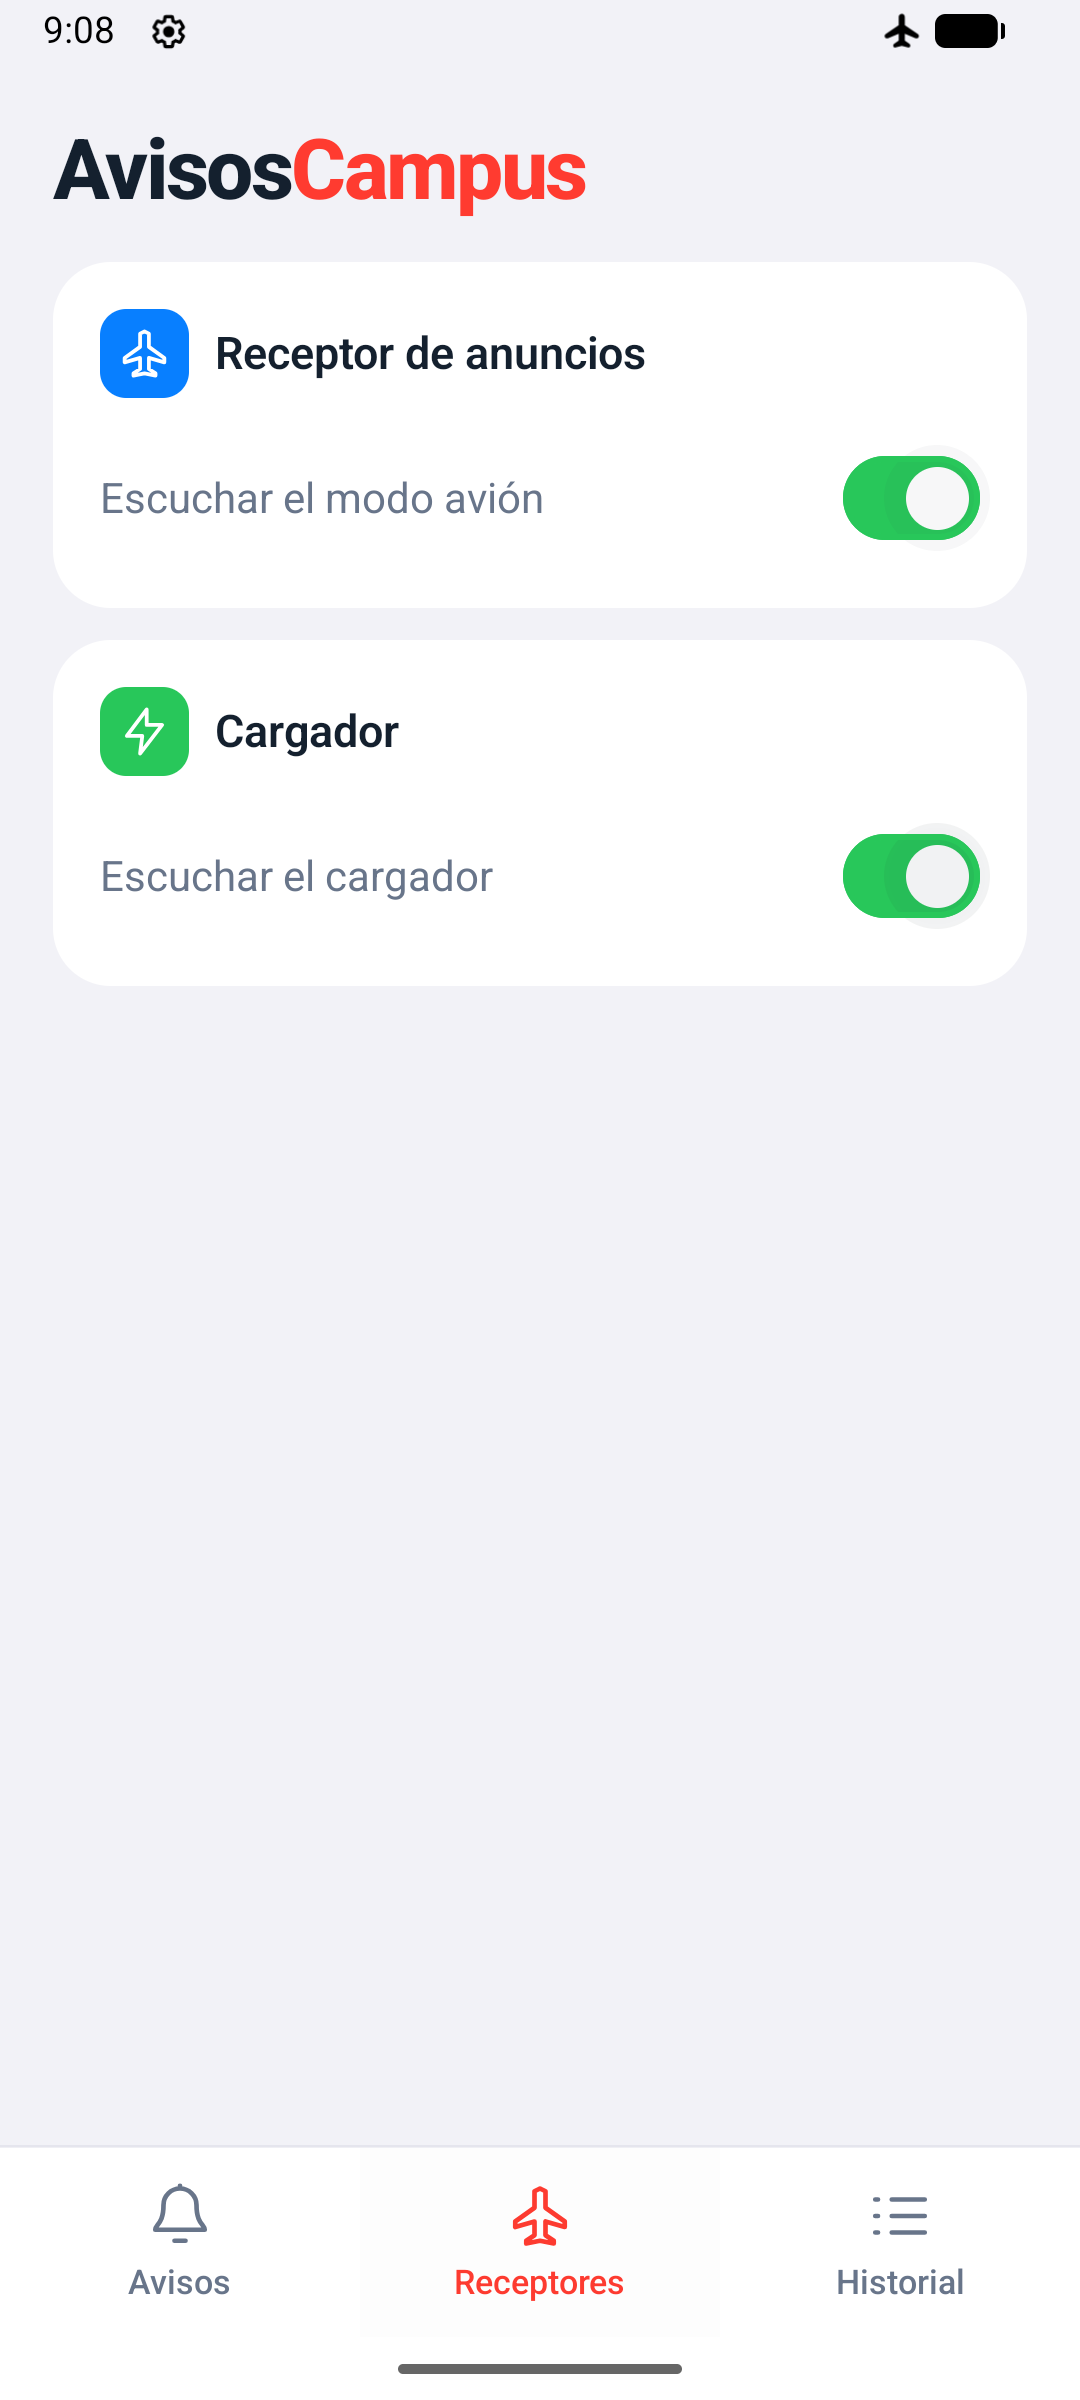 9:08
AvisosCampus
Receptor de anuncios
Escuchar el modo avión
Cargador
Escuchar el cargador
Avisos
Receptores
Historial